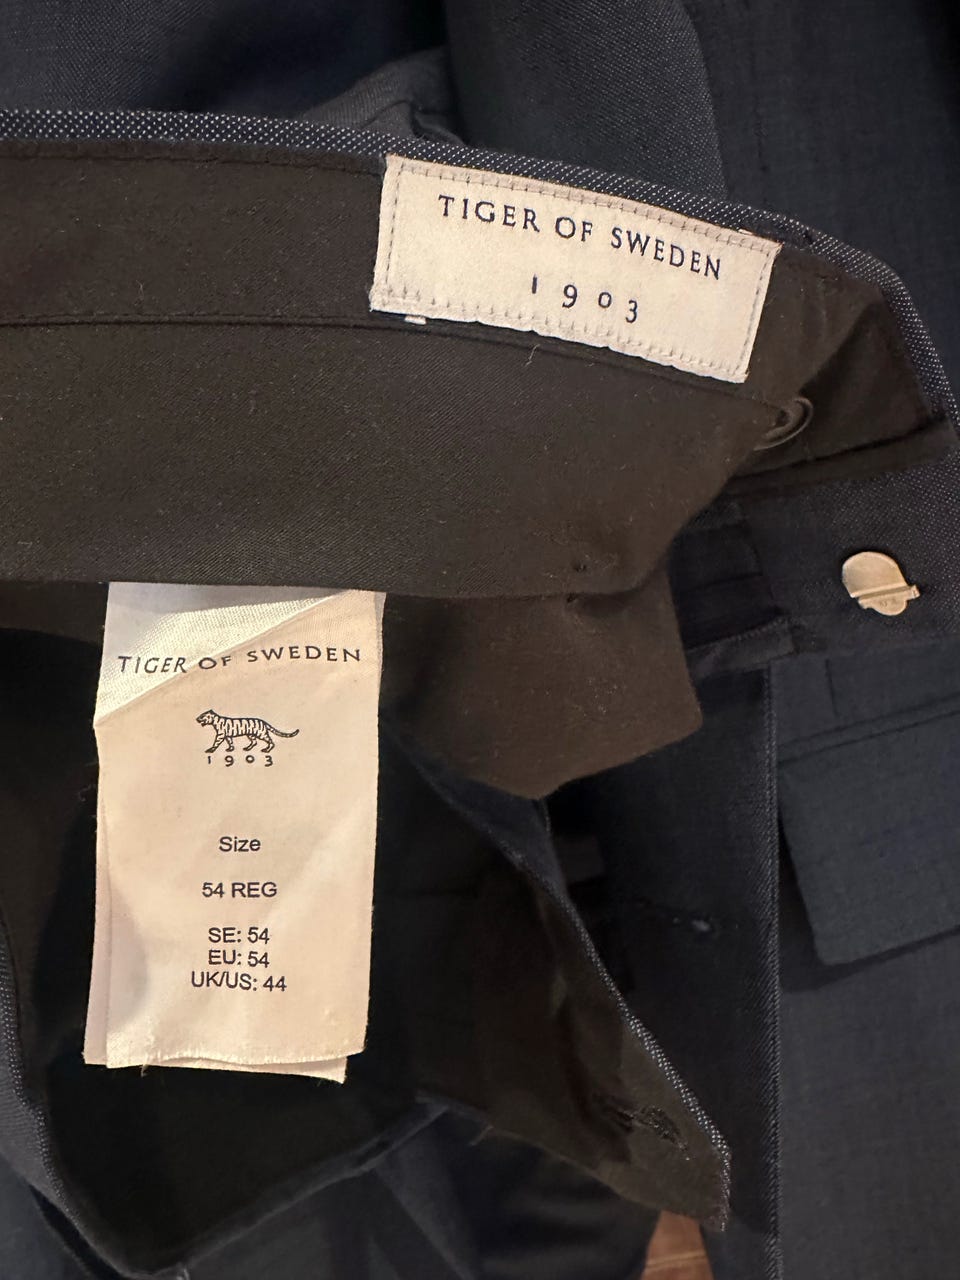 TIGER OF SWEDEN
1903
TIGER OF SWEDEN
1903
Size
54 REG
SE: 54
EU: 54
UK/US: 44